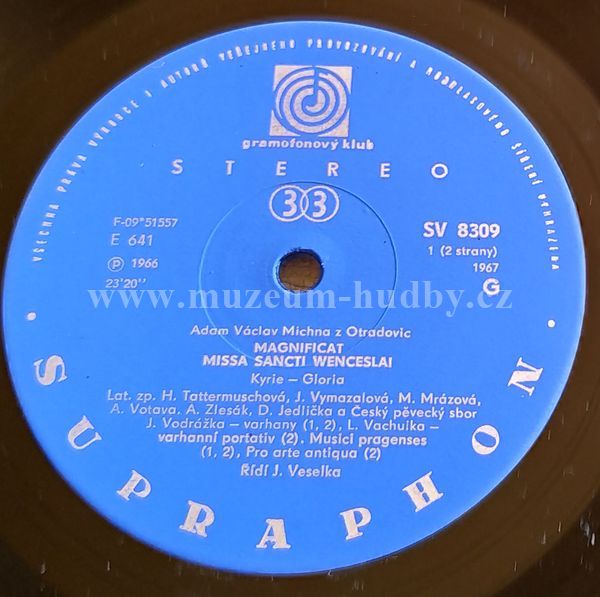 VŠECHNA PRÁVA VÝROBCE I AUTORŮ VEŘEJNÉHO PROVOZOVÁNÍ A ROZHLASOVÉHO ŠÍŘENÍ VYHRAZENA
gramofonový klub
STEREO
33
F-09*51557
E 641
Ⓟ 1966
23'20''
SV 8309
1 (2 strany)
1967
G
www.muzeum-hudby.cz
Adam Václav Michna z Otradovic
MAGNIFICAT
MISSA SANCTI WENCESLAI
Kyrie – Gloria
Lat. zp. H. Tattermuschová, J. Vymazalová, M. Mrázová,
A. Votava, A. Zlesák, D. Jedlička a Český pěvecký sbor
J. Vodrážka – varhany (1, 2), L. Vachulka –
varhanní portativ (2). Musici pragenses
(1, 2), Pro arte antiqua (2)
Řídí J. Veselka
• SUPRAPHON •